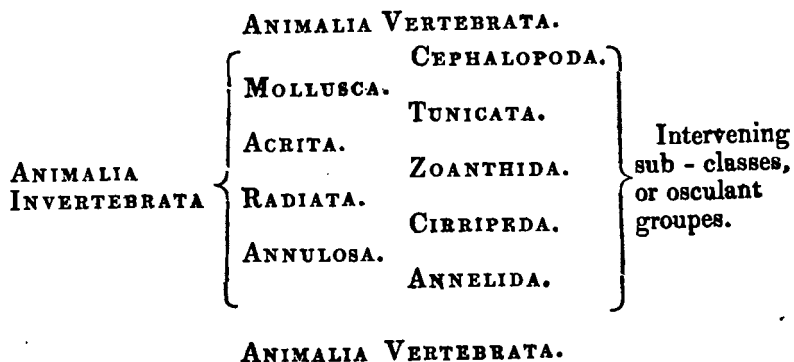 ANIMALIA VERTEBRATA.
CEPHALOPODA.
MOLLUSCA.
TUNICATA.
ACRITA.
ZOANTHIDA.
RADIATA.
CIRRIPEDA.
ANNULOSA.
ANNELIDA.
ANIMALIA
INVERTEBRATA
Intervening
sub - classes,
or osculant
groupes.
ANIMALIA VERTEBRATA.